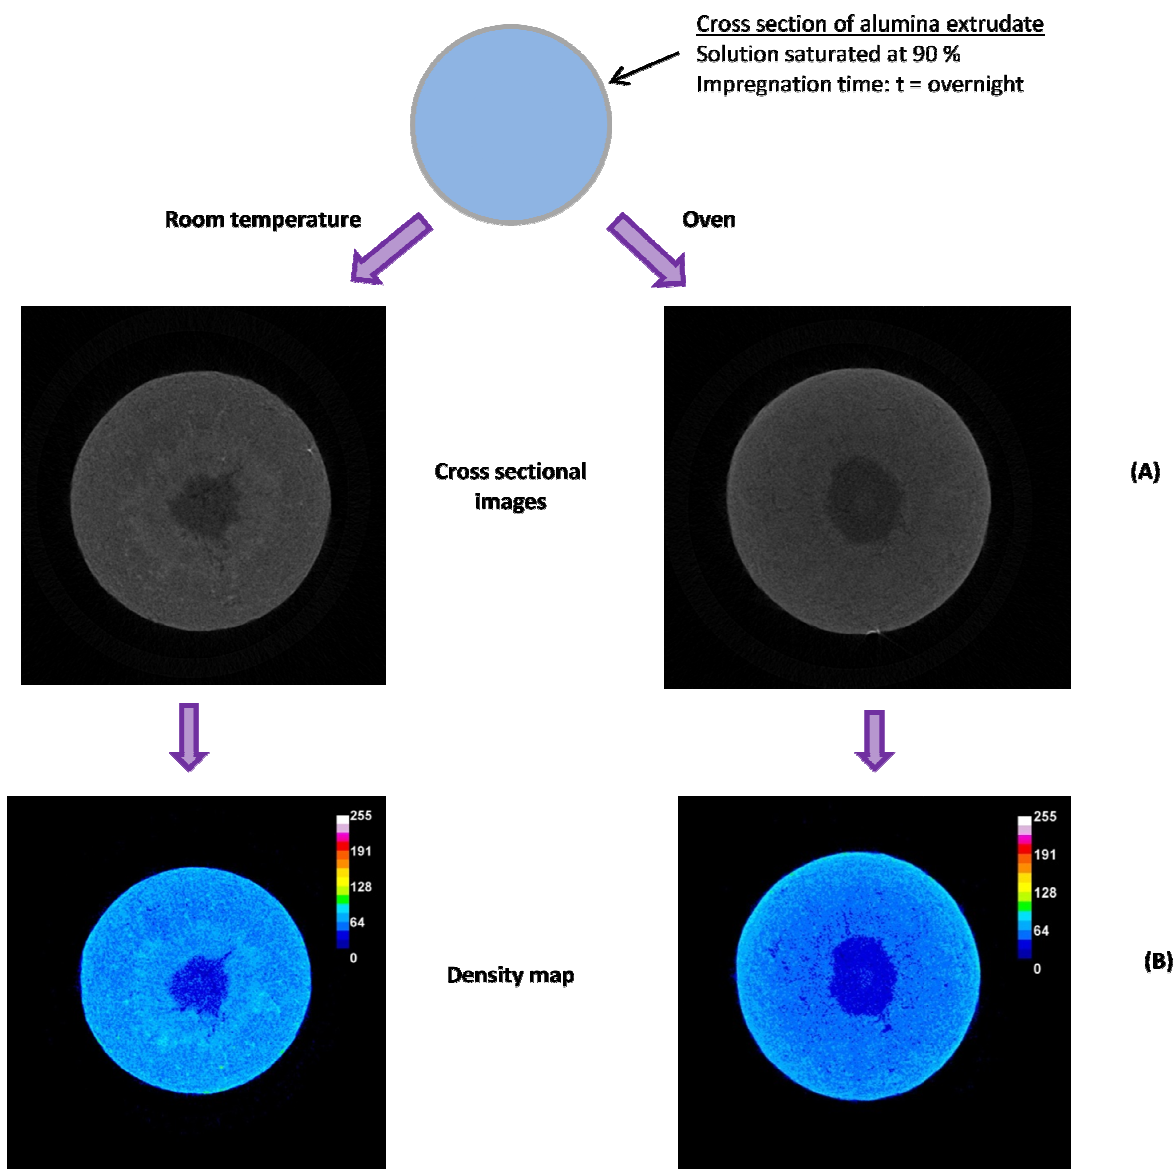 Cross section of alumina extrudate
Solution saturated at 90 %
Impregnation time: t = overnight
Room temperature
Oven
Cross sectional
images
(A)
255
191
128
64
0
255
191
128
64
0
Density map
(B)